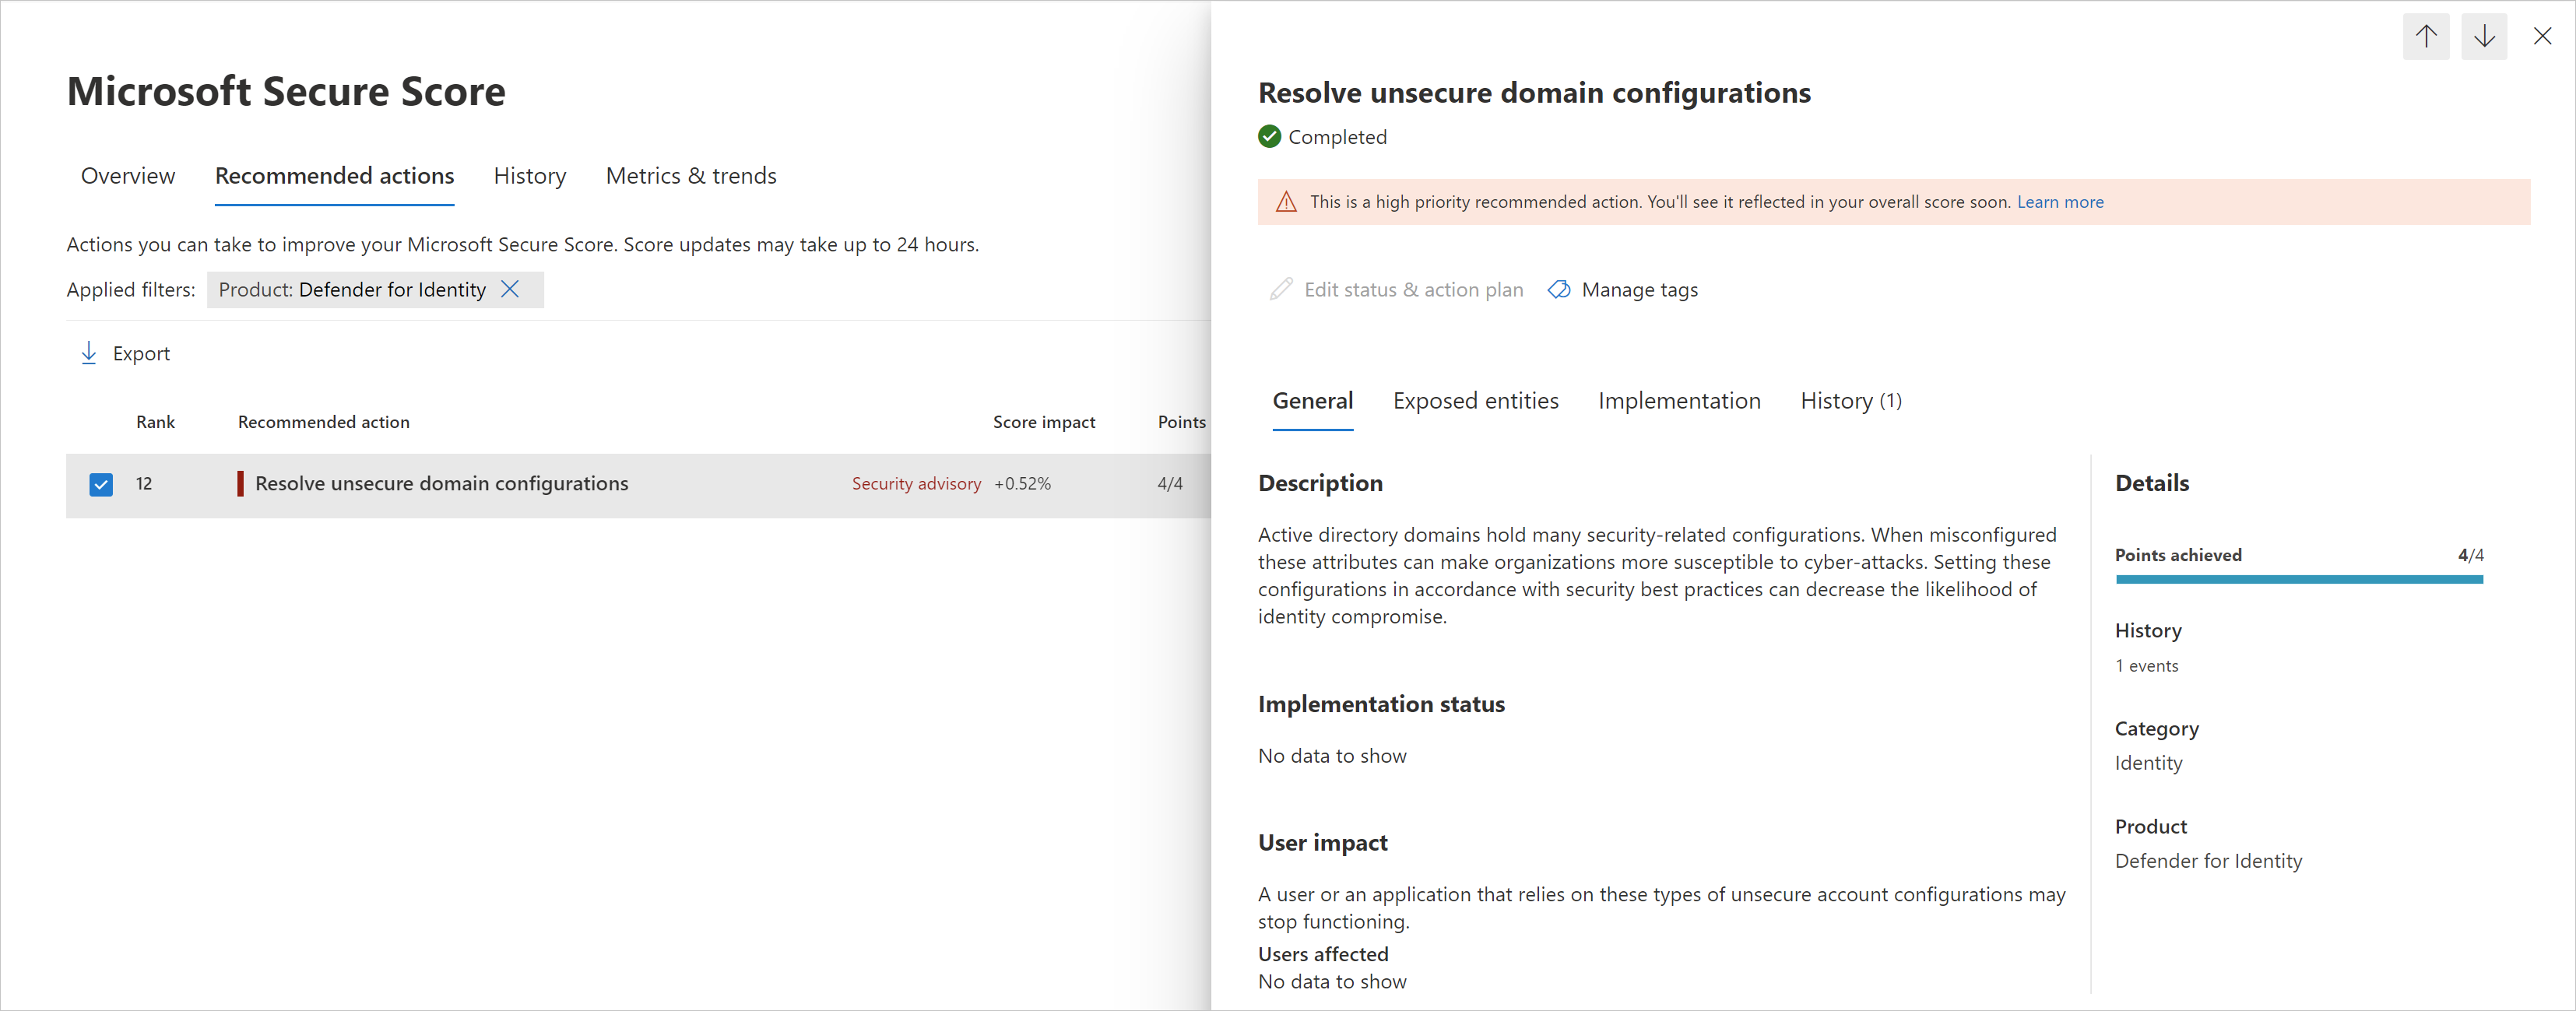 Microsoft Secure Score
Overview
Recommended actions
History
Metrics & trends
Actions you can take to improve your Microsoft Secure Score. Score updates may take up to 24 hours.
Applied filters:
Product: Defender for Identity
Export
Rank
Recommended action
Score impact
Points
12
Resolve unsecure domain configurations
Security advisory
+0.52%
4/4
Resolve unsecure domain configurations
Completed
This is a high priority recommended action. You'll see it reflected in your overall score soon. Learn more
Edit status & action plan
Manage tags
General
Exposed entities
Implementation
History (1)
Description
Active directory domains hold many security-related configurations. When misconfigured
these attributes can make organizations more susceptible to cyber-attacks. Setting these
configurations in accordance with security best practices can decrease the likelihood of
identity compromise.
Implementation status
No data to show
User impact
A user or an application that relies on these types of unsecure account configurations may
stop functioning.
Users affected
No data to show
Details
Points achieved
4/4
History
1 events
Category
Identity
Product
Defender for Identity